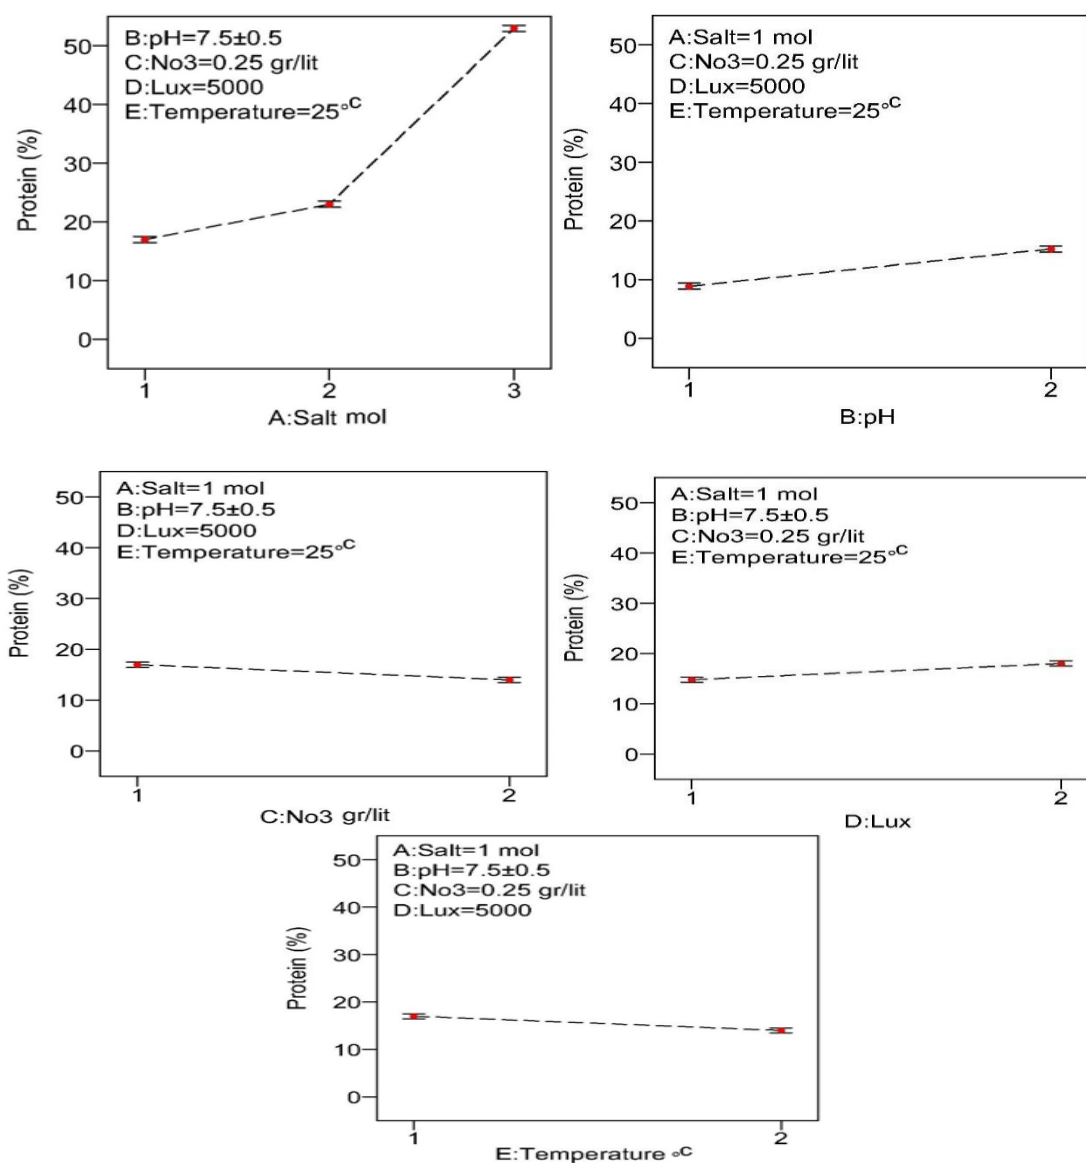 B:pH=7.5±0.5
C:No3=0.25 gr/lit
D:Lux=5000
E:Temperature=25°C
Protein (%)
50
40
30
20
10
0
1 2 3
A:Salt mol
A:Salt=1 mol
C:No3=0.25 gr/lit
D:Lux=5000
E:Temperature=25°C
Protein (%)
50
40
30
20
10
0
1 2
B:pH
A:Salt=1 mol
B:pH=7.5±0.5
D:Lux=5000
E:Temperature=25°C
Protein (%)
50
40
30
20
10
0
1 2
C:No3 gr/lit
A:Salt=1 mol
B:pH=7.5±0.5
C:No3=0.25 gr/lit
E:Temperature=25°C
Protein (%)
50
40
30
20
10
0
1 2
D:Lux
A:Salt=1 mol
B:pH=7.5±0.5
C:No3=0.25 gr/lit
D:Lux=5000
Protein (%)
50
40
30
20
10
0
1 2
E:Temperature °C